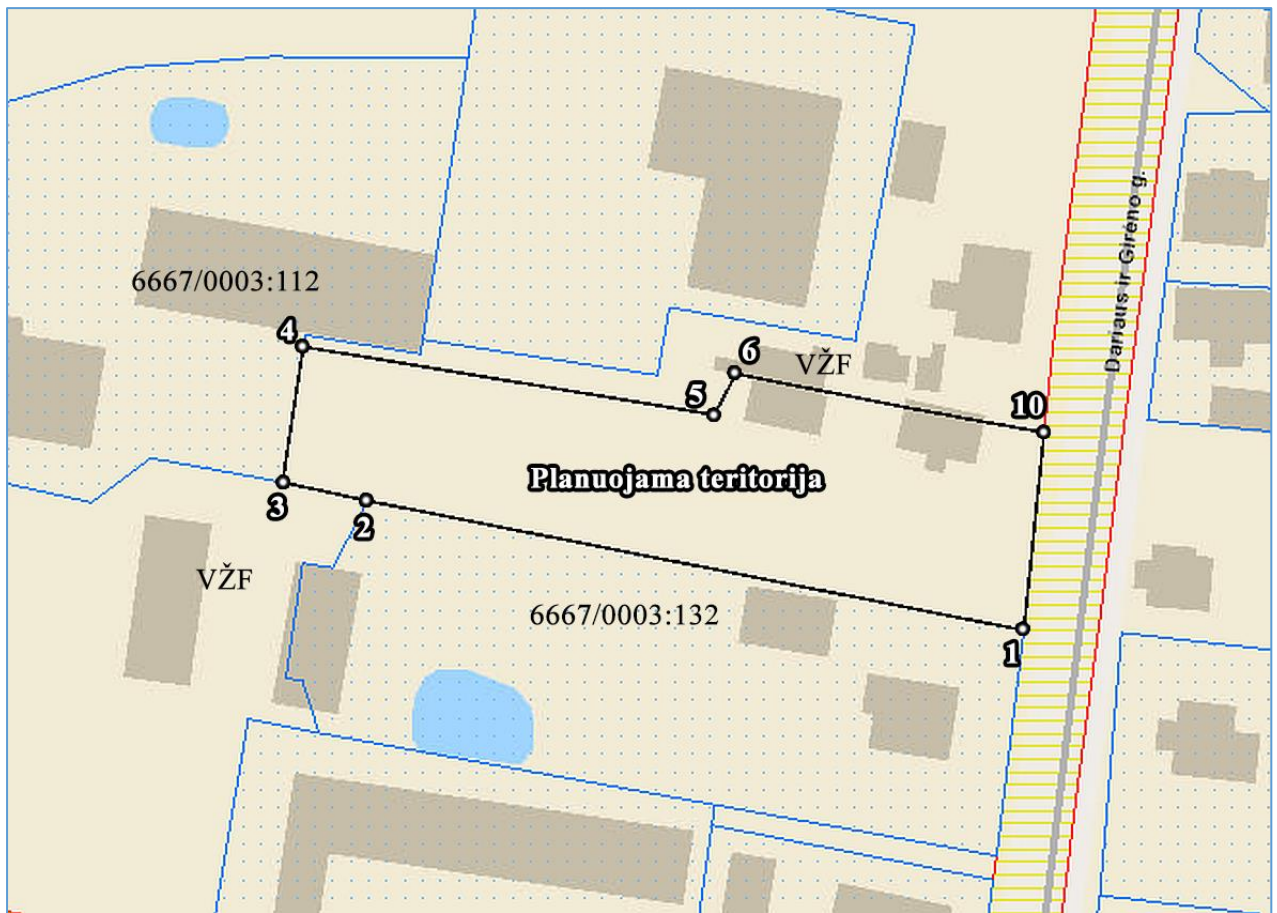 6667/0003:112
4
6
VŽF
5
10
Dariaus ir Girėno g.
Planuojama teritorija
3
2
VŽF
6667/0003:132
1